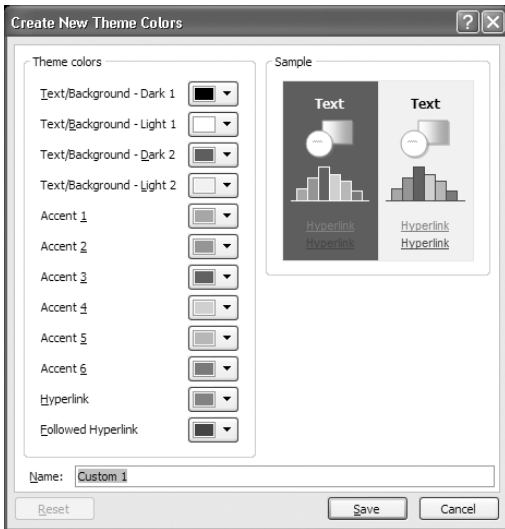 Create New Theme Colors
Theme colors
Text/Background - Dark 1
Text/Background - Light 1
Text/Background - Dark 2
Text/Background - Light 2
Accent 1
Accent 2
Accent 3
Accent 4
Accent 5
Accent 6
Hyperlink
Followed Hyperlink
Sample
Text Text
Hyperlink Hyperlink
Hyperlink Hyperlink
Name: Custom 1
Reset Save Cancel